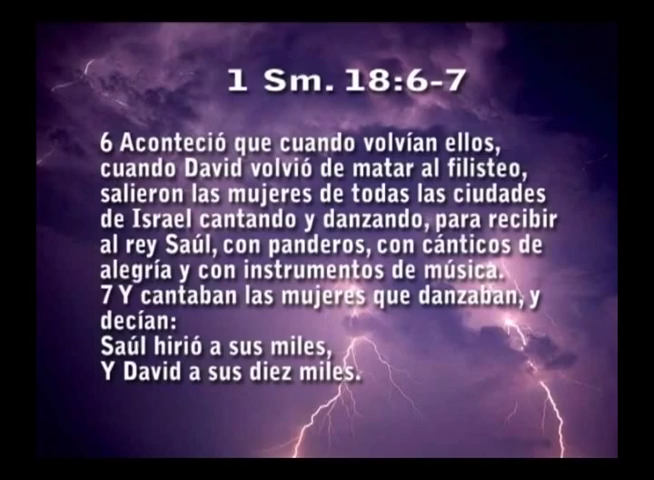 1 Sm. 18:6-7
6 Aconteció que cuando volvían ellos,
cuando David volvió de matar al filisteo,
salieron las mujeres de todas las ciudades
de Israel cantando y danzando, para recibir
al rey Saúl, con panderos, con cánticos de
alegría y con instrumentos de música.
7 Y cantaban las mujeres que danzaban, y
decían:
Saúl hirió a sus miles,
Y David a sus diez miles.